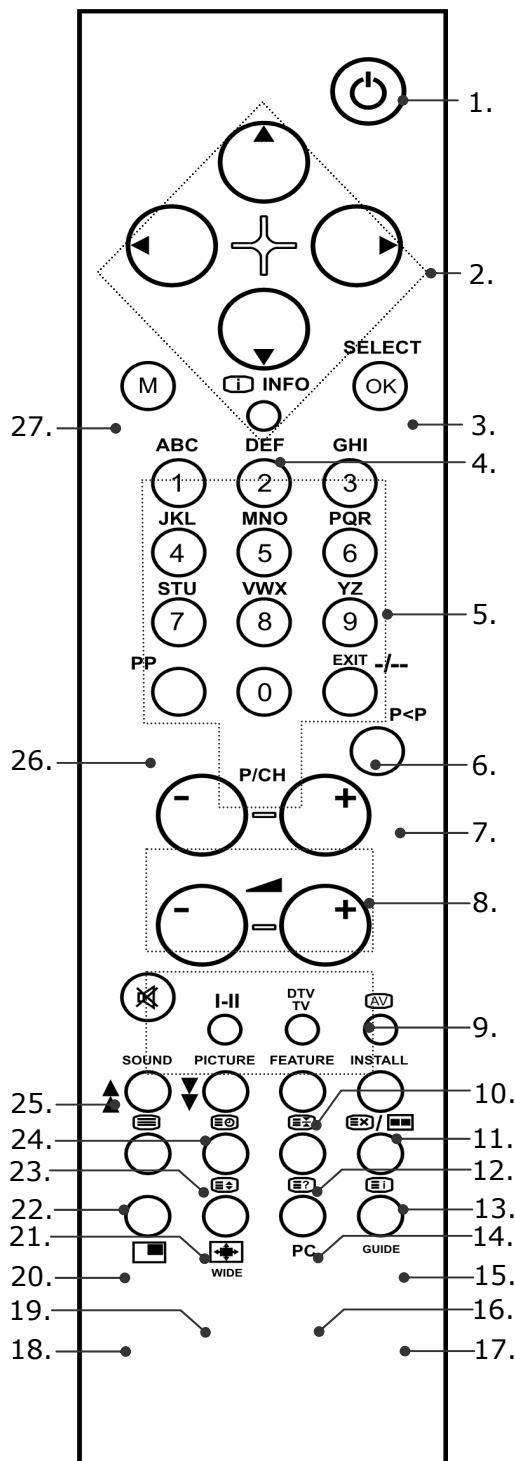 1.
2.
SELECT
M
i INFO
OK
27.
3.
ABC DEF GHI
4.
1 2 3
JKL MNO PQR
4 5 6
STU VWX YZ
5.
7 8 9
PP
EXIT -/--
0
P<P
26.
P/CH
6.
- +
7.
8.
- +
I-II
DTV
TV
AV
9.
SOUND PICTURE FEATURE INSTALL
25.
10.
/
24.
11.
23.
?
i
12.
22.
13.
21.
PC
GUIDE
14.
WIDE
20.
15.
19.
16.
18.
17.